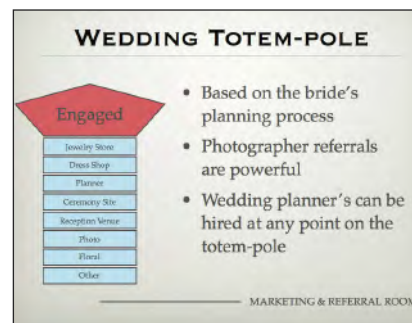 WEDDING TOTEM-POLE
Engaged
Jewelry Store
Dress Shop
Planner
Ceremony Site
Reception Venue
Photo
Floral
Other
• Based on the bride's
planning process
• Photographer referrals
are powerful
• Wedding planner's can be
hired at any point on the
totem-pole
MARKETING & REFERRAL ROOM